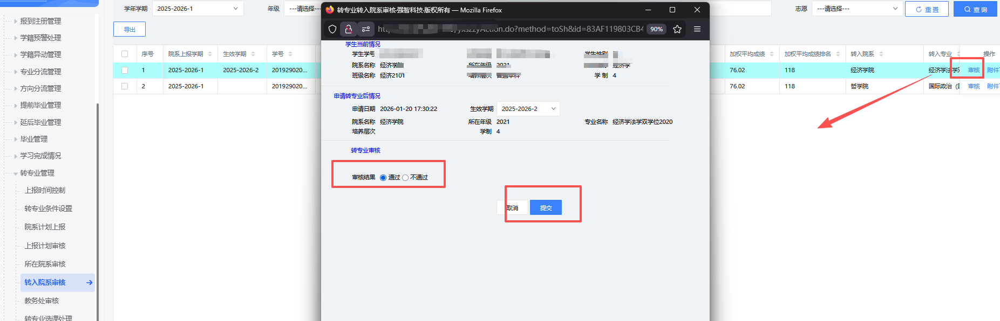 学年学期 2025-2026-1 年级 ---请选择--- 志愿 ---请选择--- 重置 查询
导出
报到注册管理
学籍预警处理
学籍异动管理
专业分流管理
方向分流管理
提前毕业管理
延后毕业管理
毕业管理
学习完成情况
转专业管理
上报时间控制
转专业条件设置
院系计划上报
上报计划审核
所在院系审核
转入院系审核
教务处审核
转专业选课处理
序号 院系上报学期 生效学期 学号 加权平均成绩 加权平均成绩排名 转入院系 转入专业 操作
1 2025-2026-1 2025-2026-2 201929020... 76.02 118 经济学院 经济学法学双 审核 附件
2 2025-2026-1 201929020... 76.02 118 哲学院 国际政治 审核 附件
转专业转入院系审核-强智科技-版权所有 — Mozilla Firefox
Action.do?method=toSh&id=83AF119803CB4 90%
学生当前情况
学生学号 学生性别
院系名称 经济学院 所在年级 2021 经济学
班级名称 经济2101 培养层次 普通本科 学 制 4
申请转专业后情况
申请日期 2026-01-20 17:30:22 生效学期 2025-2026-2
院系名称 经济学院 所在年级 2021 专业名称 经济学法学双学位2020
培养层次 学制 4
转专业审核
审核结果 通过 不通过
取消 提交